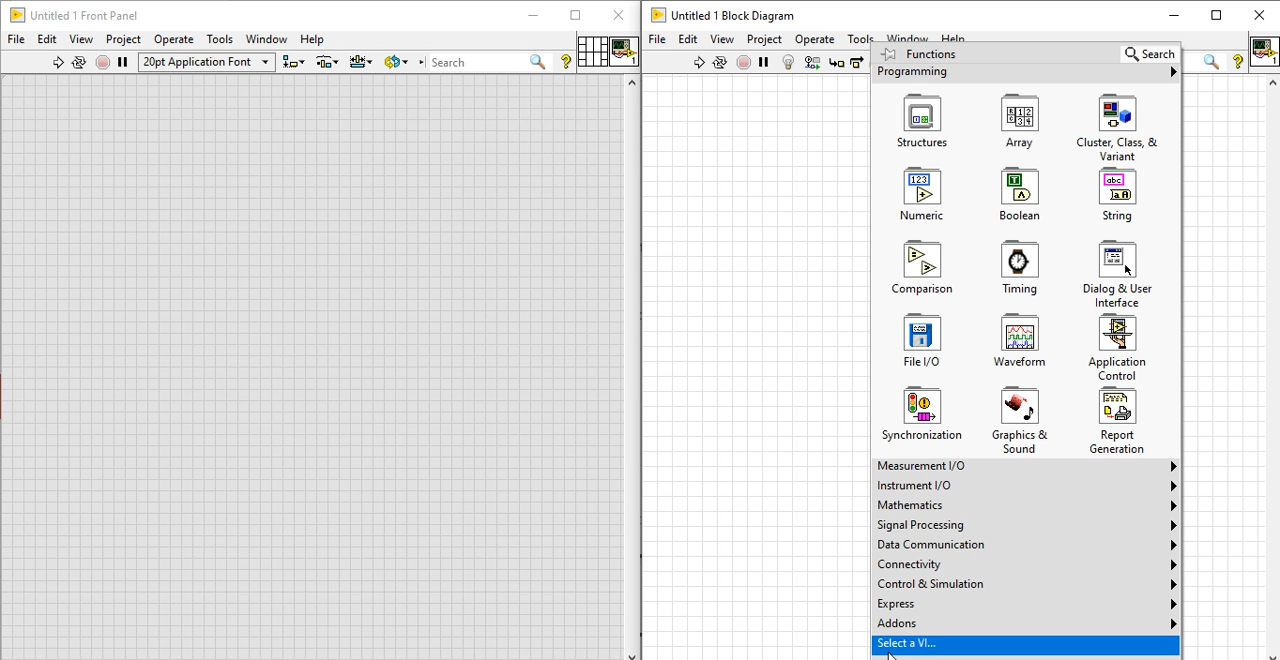 Untitled 1 Front Panel
File Edit View Project Operate Tools Window Help
20pt Application Font
Search
Untitled 1 Block Diagram
File Edit View Project Operate Tools Window Help
Functions
Search
Programming
Structures
Array
Cluster, Class, &
Variant
Numeric
Boolean
String
Comparison
Timing
Dialog & User
Interface
File I/O
Waveform
Application
Control
Synchronization
Graphics &
Sound
Report
Generation
Measurement I/O
Instrument I/O
Mathematics
Signal Processing
Data Communication
Connectivity
Control & Simulation
Express
Addons
Select a VI...